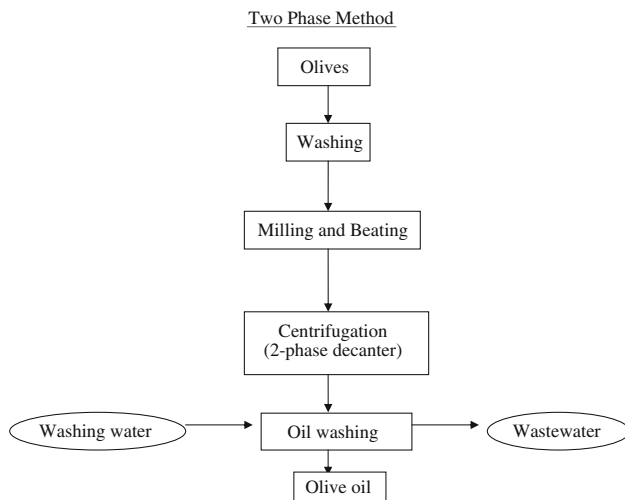 Two Phase Method
Olives
Washing
Milling and Beating
Centrifugation
(2-phase decanter)
Washing water
Oil washing
Wastewater
Olive oil